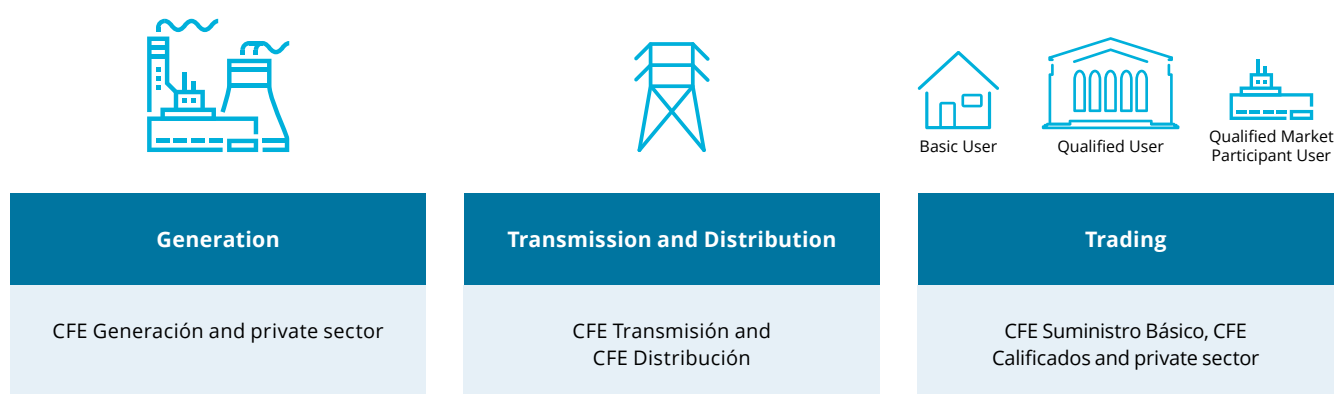 Basic User
Qualified User
Qualified Market
Participant User
Generation
Transmission and Distribution
Trading
CFE Generación and private sector
CFE Transmisión and
CFE Distribución
CFE Suministro Básico, CFE
Calificados and private sector